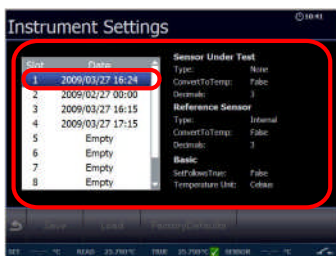 Instrument Settings
10:41
Slot Date
1 2009/03/27 16:24
2 2009/02/27 00:00
3 2009/03/27 16:15
4 2009/03/27 17:15
5 Empty
6 Empty
7 Empty
8 Empty
Sensor Under Test
Type: None
ConvertToTemp: False
Decimals: 3
Reference Sensor
Type: Internal
ConvertToTemp: False
Decimals: 3
Basic
SetFollowsTrue: False
Temperature Unit: Celsius
Save Load FactoryDefaults
SET °C READ 25.790°C TRUE 25.790°C SENSOR °C